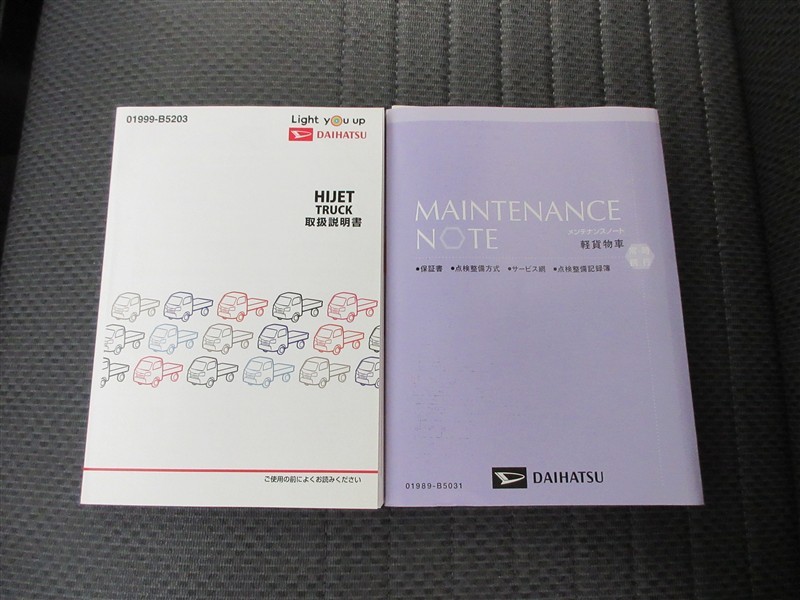 01999-B5203
Light you up
DAIHATSU
HIJET
TRUCK
取扱説明書
ご使用の前によくお読みください
MAINTENANCE
NOTE
メンテナンスノート
軽貨物車
●保証書 ●点検整備方式 ●サービス網 ●点検整備記録簿
01989-B5031
DAIHATSU